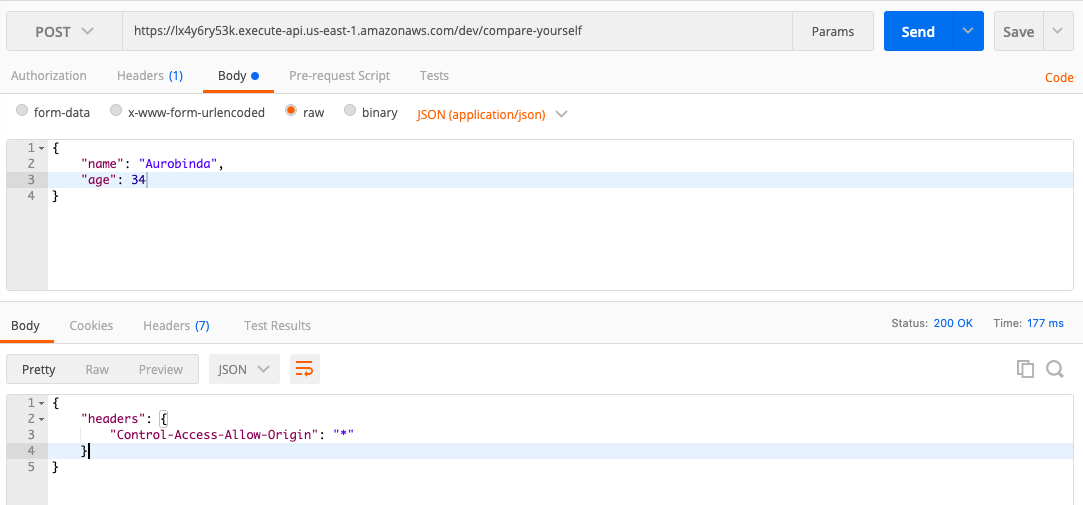 POST https://lx4y6ry53k.execute-api.us-east-1.amazonaws.com/dev/compare-yourself Params Send Save
Authorization Headers (1) Body Pre-request Script Tests Code
form-data x-www-form-urlencoded raw binary JSON (application/json)
1 {
2 "name": "Aurobinda",
3 "age": 34
4 }
Body Cookies Headers (7) Test Results Status: 200 OK Time: 177 ms
Pretty Raw Preview JSON
1 {
2 "headers": {
3 "Control-Access-Allow-Origin": "*"
4 }
5 }